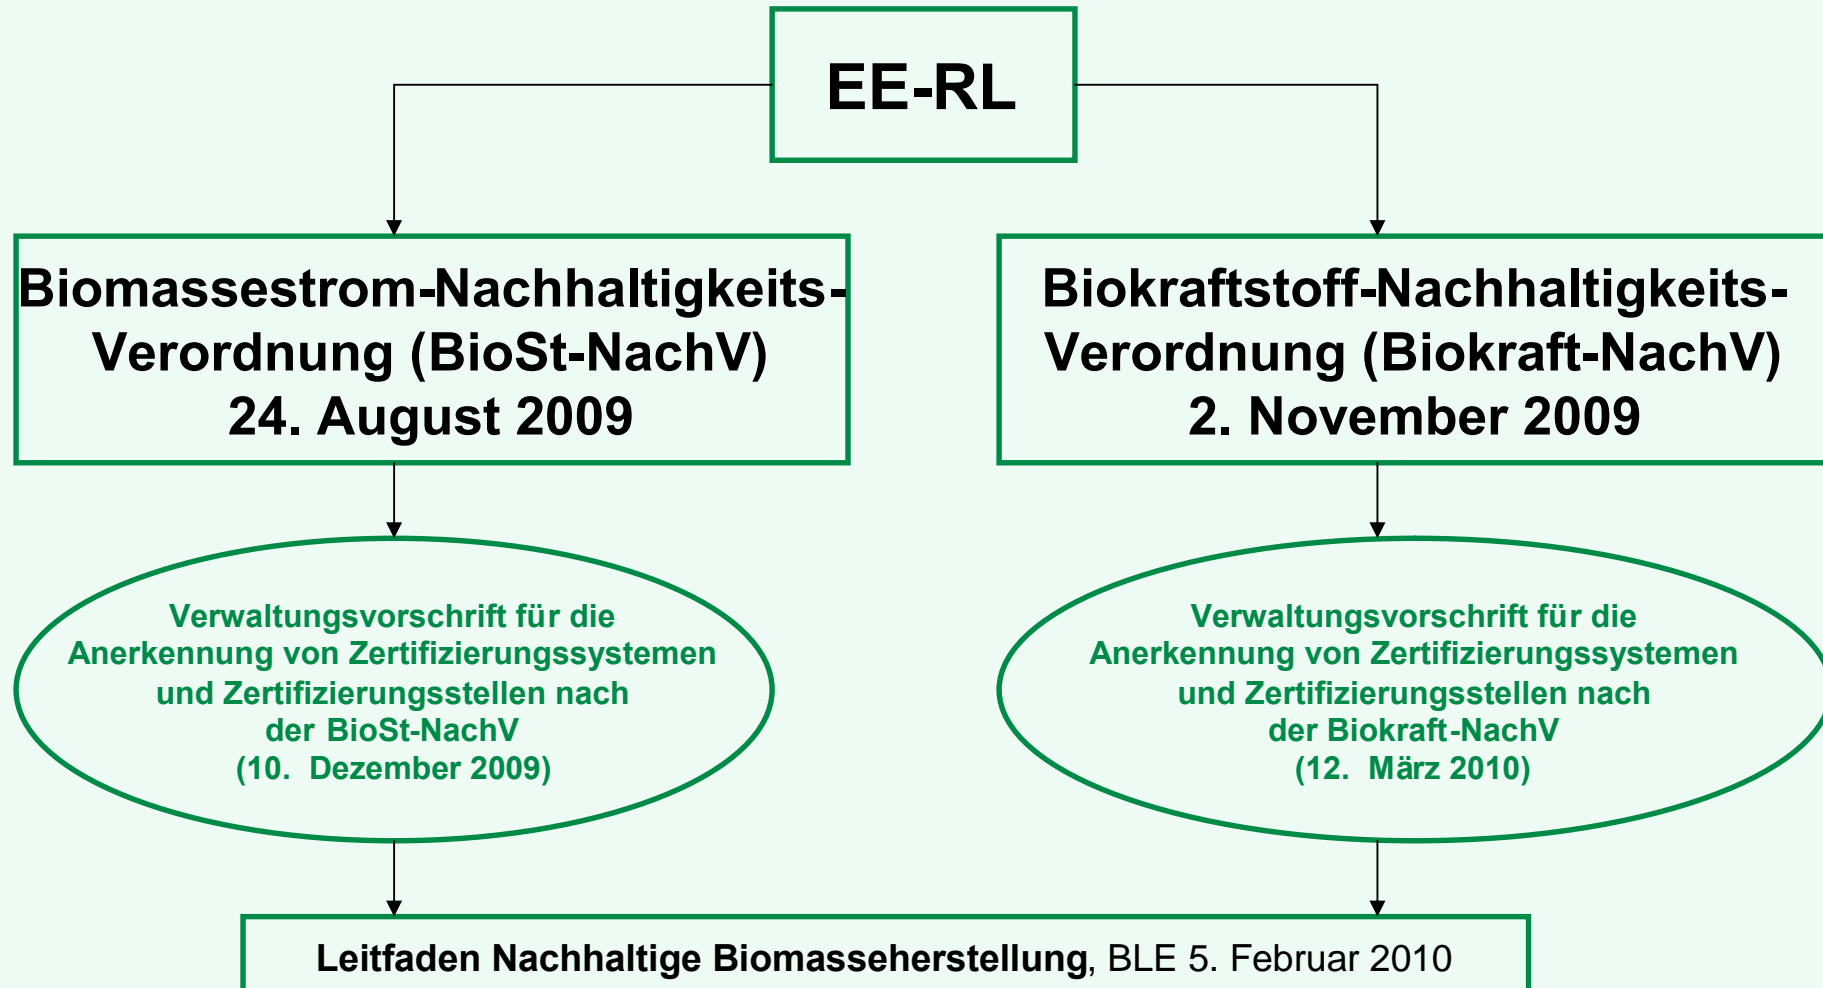 EE-RL
Biomassestrom-Nachhaltigkeits-
Verordnung (BioSt-NachV)
24. August 2009
Biokraftstoff-Nachhaltigkeits-
Verordnung (Biokraft-NachV)
2. November 2009
Verwaltungsvorschrift für die
Anerkennung von Zertifizierungssystemen
und Zertifizierungsstellen nach
der BioSt-NachV
(10. Dezember 2009)
Verwaltungsvorschrift für die
Anerkennung von Zertifizierungssystemen
und Zertifizierungsstellen nach
der Biokraft-NachV
(12. März 2010)
Leitfaden Nachhaltige Biomasseherstellung, BLE 5. Februar 2010